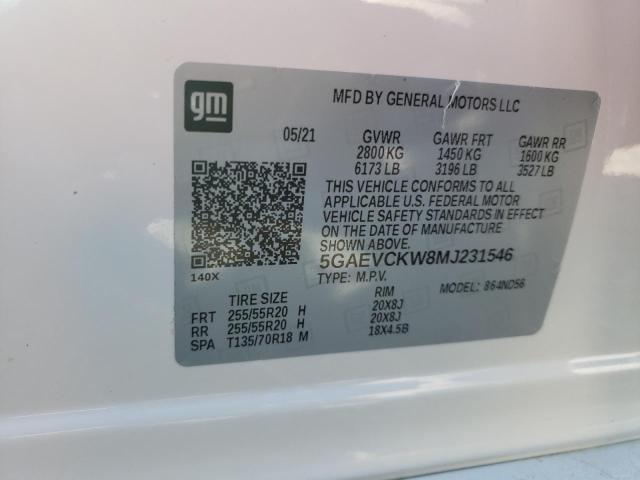 gm
MFD BY GENERAL MOTORS LLC
05/21 GVWR GAWR FRT GAWR RR
2800 KG 1450 KG 1600 KG
6173 LB 3196 LB 3527 LB
THIS VEHICLE CONFORMS TO ALL
APPLICABLE U.S. FEDERAL MOTOR
VEHICLE SAFETY STANDARDS IN EFFECT
ON THE DATE OF MANUFACTURE
SHOWN ABOVE.
140X
5GAEVCKW8MJ231546
TYPE: M.P.V. MODEL: 864ND56
TIRE SIZE RIM
FRT 255/55R20 H 20X8J
RR 255/55R20 H 20X8J
SPA T135/70R18 M 18X4.5B